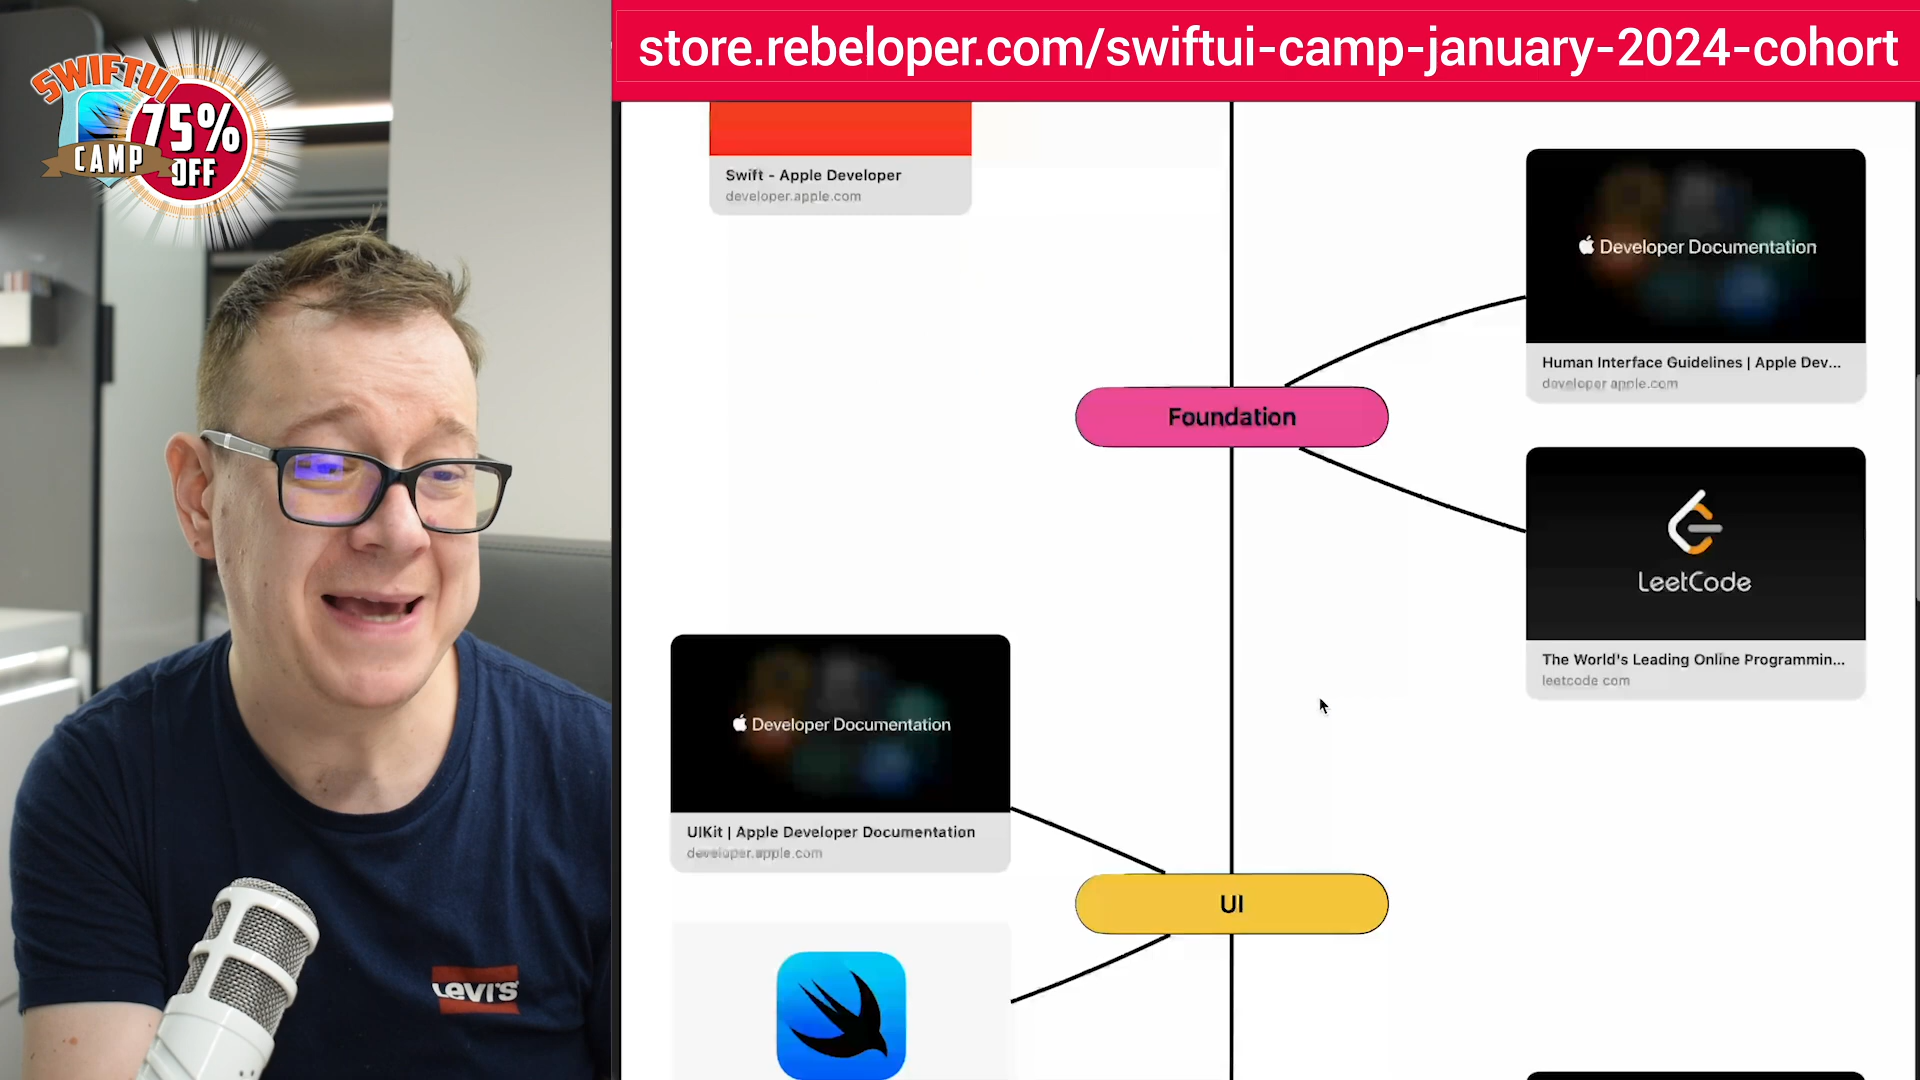 store.rebeloper.com/swiftui-camp-january-2024-cohort
SWIFTUI
CAMP
75%
OFF
Swift - Apple Developer
developer.apple.com
Developer Documentation
Human Interface Guidelines | Apple Dev...
developer apple.com
Foundation
LeetCode
The World's Leading Online Programmin...
leetcode com
Developer Documentation
UIKit | Apple Developer Documentation
developer.apple.com
UI
LEVI'S